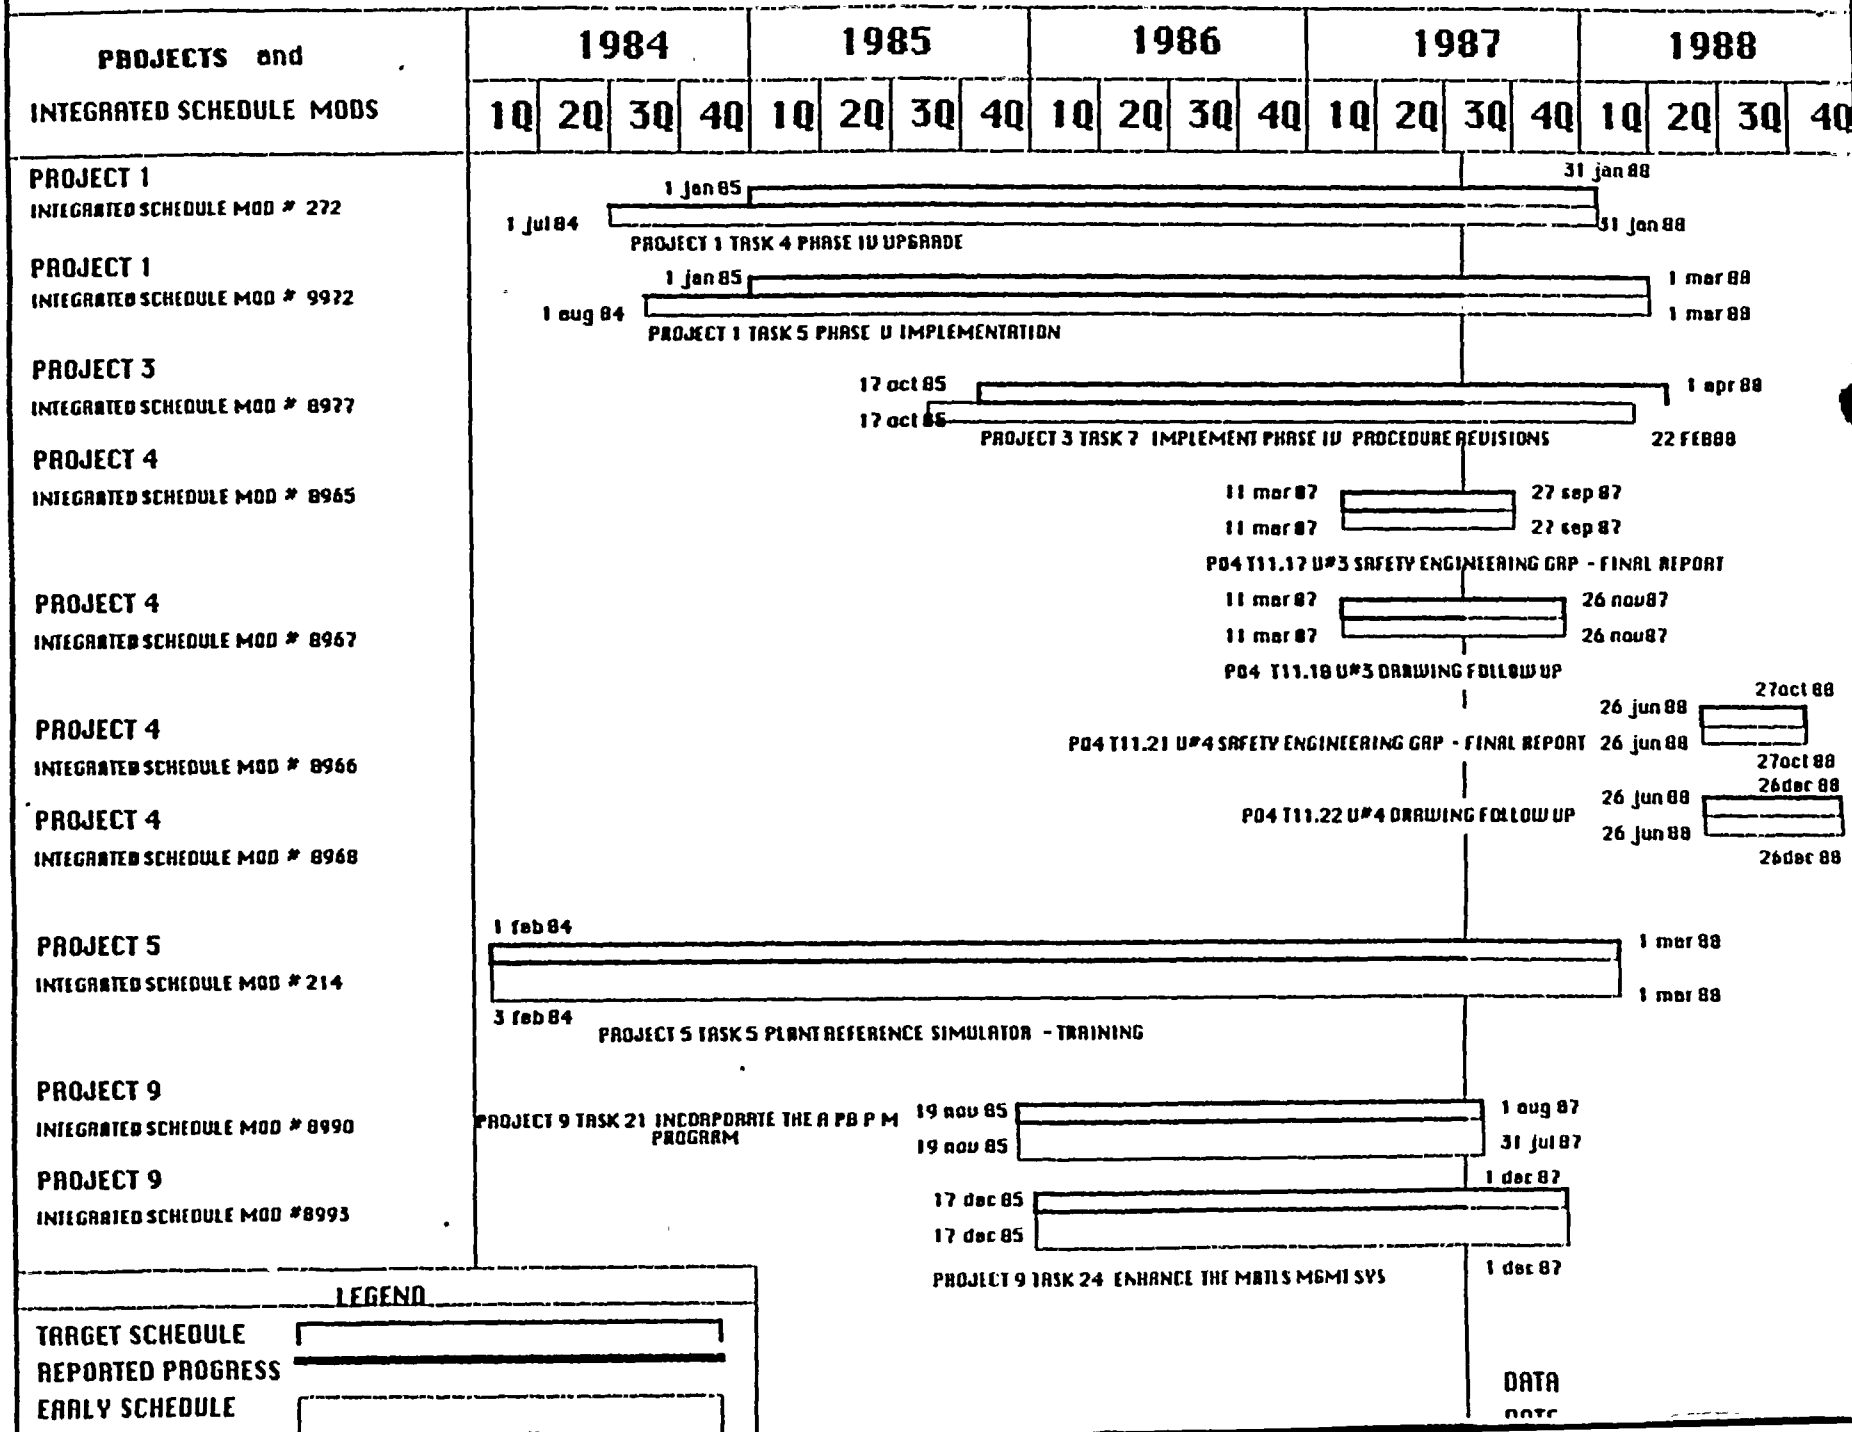 PROJECTS and
INTEGRATED SCHEDULE MODS
1984 1985 1986 1987 1988
1Q 2Q 3Q 4Q 1Q 2Q 3Q 4Q 1Q 2Q 3Q 4Q 1Q 2Q 3Q 4Q 1Q 2Q 3Q 4Q
PROJECT 1
INTEGRATED SCHEDULE MOD # 272
1 jan 85
31 jan 88
1 jul 84
31 jan 88
PROJECT 1 TASK 4 PHASE IV UPGRADE
PROJECT 1
INTEGRATED SCHEDULE MOD # 9972
1 jan 85
1 mar 88
1 aug 84
1 mar 88
PROJECT 1 TASK 5 PHASE V IMPLEMENTATION
PROJECT 3
INTEGRATED SCHEDULE MOD # 8977
17 oct 85
1 apr 88
17 oct 85
PROJECT 3 TASK 7 IMPLEMENT PHASE IV PROCEDURE REVISIONS
22 FEB88
PROJECT 4
INTEGRATED SCHEDULE MOD # 8965
11 mar 87
27 sep 87
11 mar 87
27 sep 87
P04 T11.17 U#3 SAFETY ENGINEERING GRP - FINAL REPORT
PROJECT 4
INTEGRATED SCHEDULE MOD # 8967
11 mar 87
26 nov87
11 mar 87
26 nov87
P04 T11.18 U#3 DRAWING FOLLOW UP
PROJECT 4
INTEGRATED SCHEDULE MOD # 8966
26 jun 88
27oct 88
P04 T11.21 U#4 SAFETY ENGINEERING GRP - FINAL REPORT
26 jun 88
27oct 88
PROJECT 4
INTEGRATED SCHEDULE MOD # 8968
26 jun 88
26dec 88
P04 T11.22 U#4 DRAWING FOLLOW UP
26 jun 88
26dec 88
PROJECT 5
INTEGRATED SCHEDULE MOD # 214
1 feb 84
1 mar 88
1 mar 88
3 feb 84
PROJECT 5 TASK 5 PLANT REFERENCE SIMULATOR - TRAINING
PROJECT 9
INTEGRATED SCHEDULE MOD # 8990
PROJECT 9 TASK 21 INCORPORATE THE A PB P M
PROGRAM
19 nov 85
1 aug 87
19 nov 85
31 jul 87
PROJECT 9
INTEGRATED SCHEDULE MOD #8993
17 dec 85
1 dec 87
17 dec 85
1 dec 87
PROJECT 9 TASK 24 ENHANCE THE MATLS MGMT SYS
LEGEND
TARGET SCHEDULE
REPORTED PROGRESS
EARLY SCHEDULE
DATA
DATE